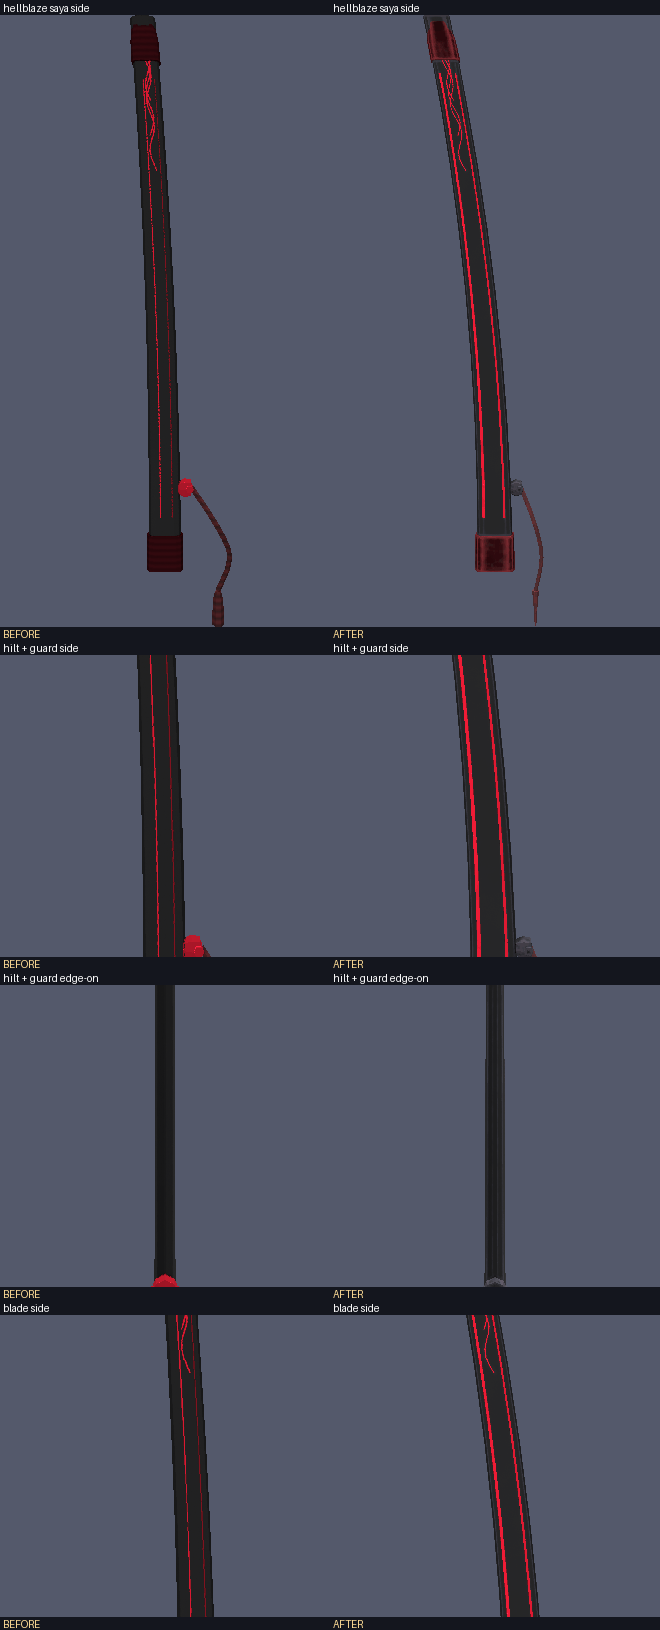 hellblaze saya side hellblaze saya side
BEFORE AFTER
hilt + guard side hilt + guard side
BEFORE AFTER
hilt + guard edge-on hilt + guard edge-on
BEFORE AFTER
blade side blade side
BEFORE AFTER